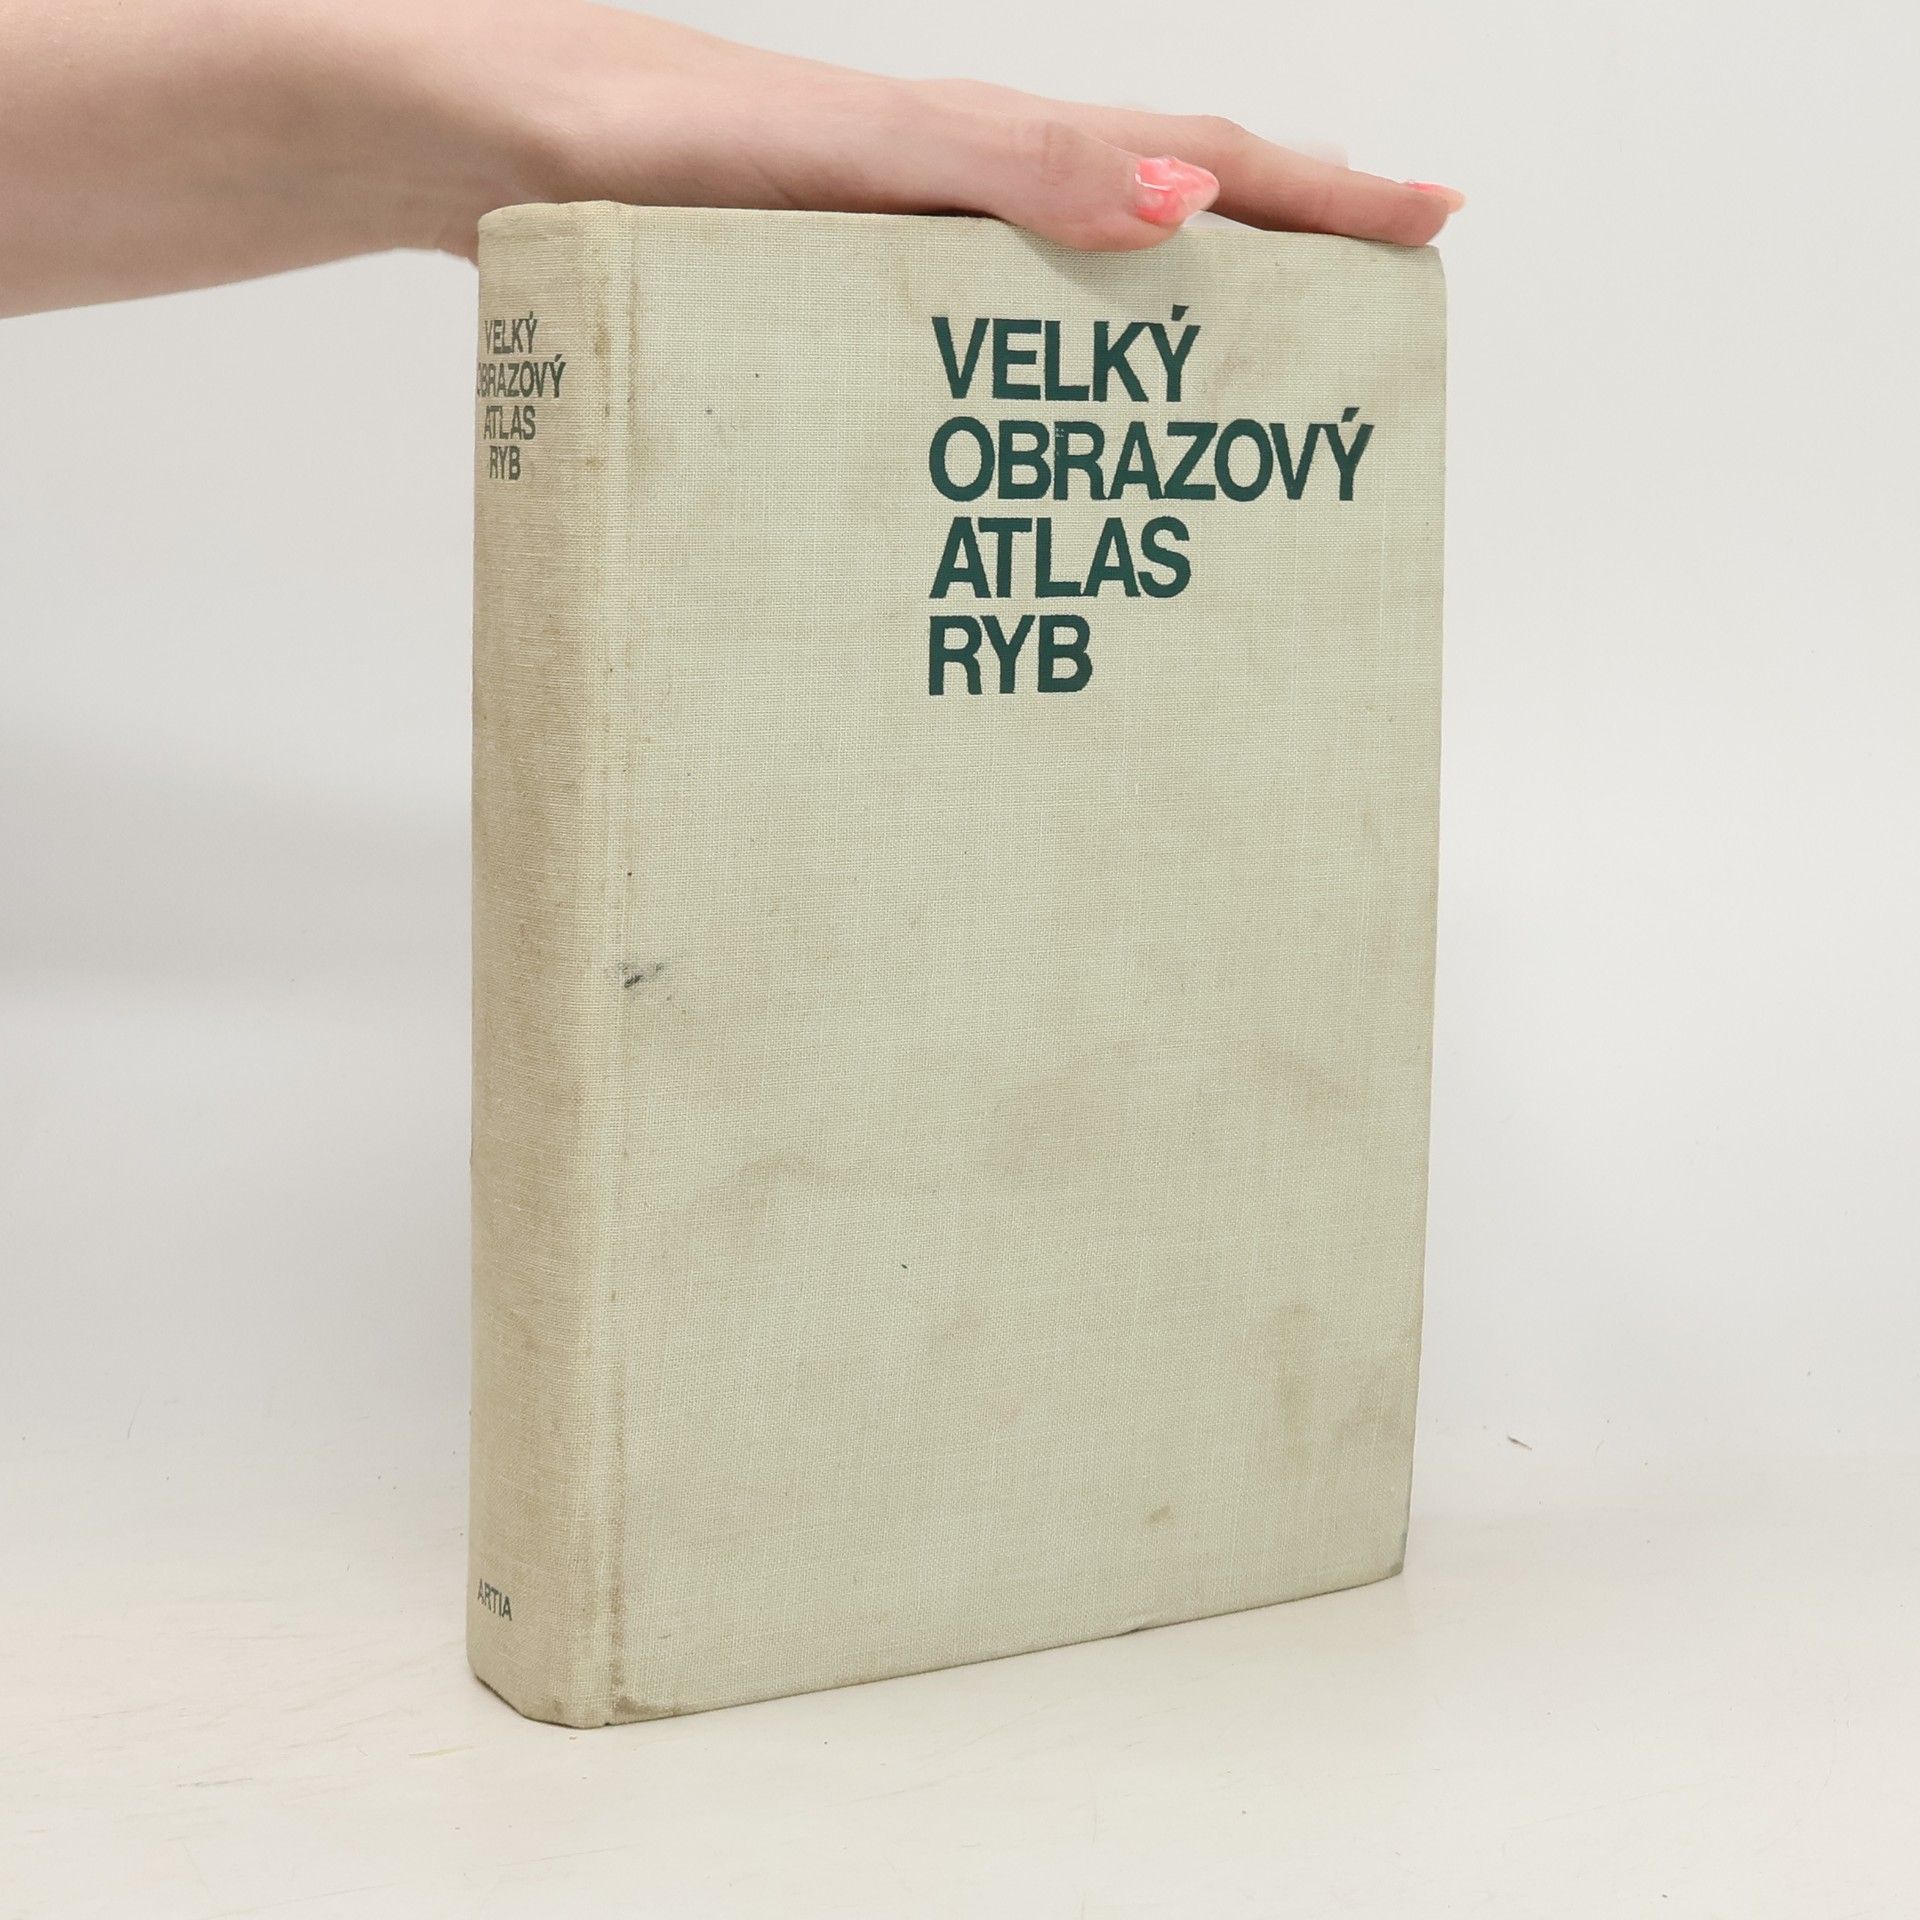 VELKÝ
OBRAZOVÝ
ATLAS
RYB
ARTIA
VELKÝ
OBRAZOVÝ
ATLAS
RYB